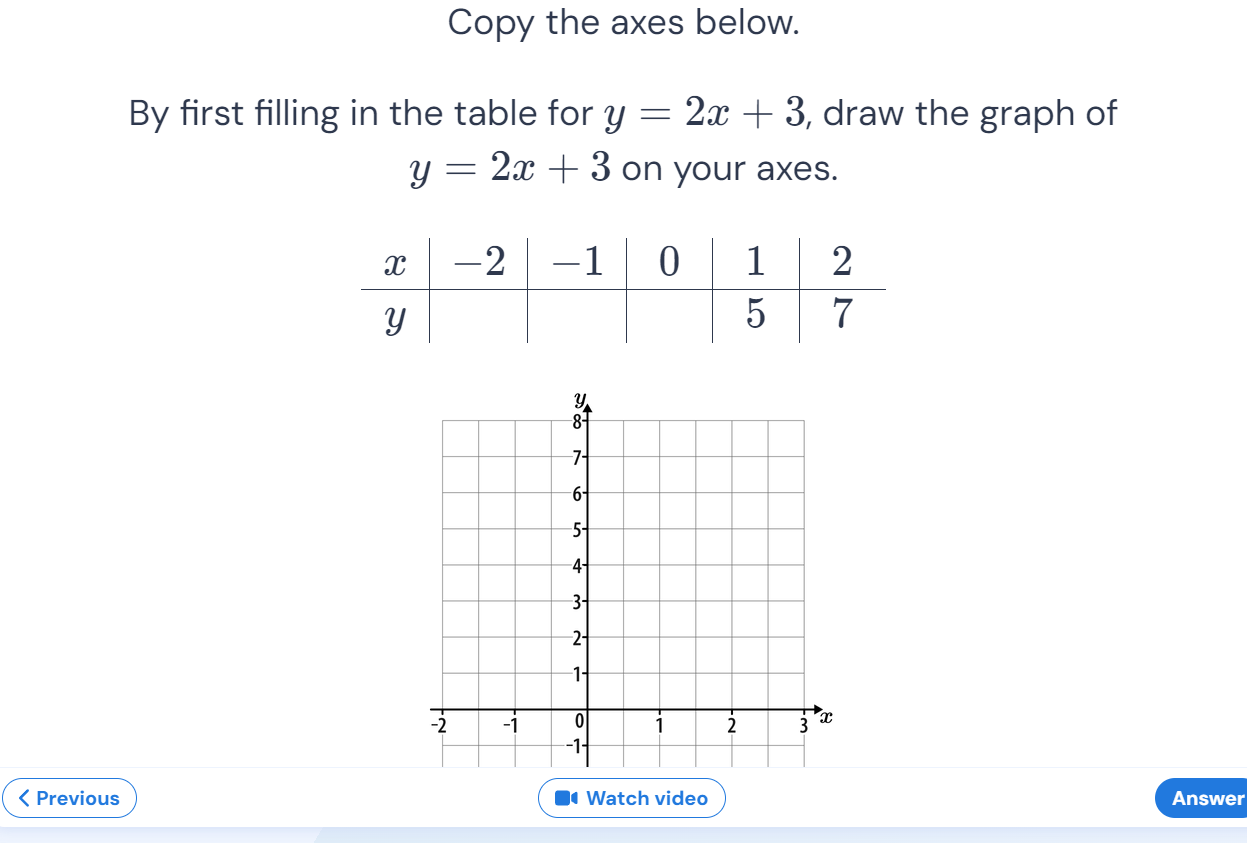 Copy the axes below.
By first filling in the table for y = 2x + 3, draw the graph of
y = 2x + 3 on your axes.
x −2 −1 0 1 2
y 5 7
y
8
7
6
5
4
3
2
1
-2 -1 0 1 2 3 x
-1
Previous Watch video Answer